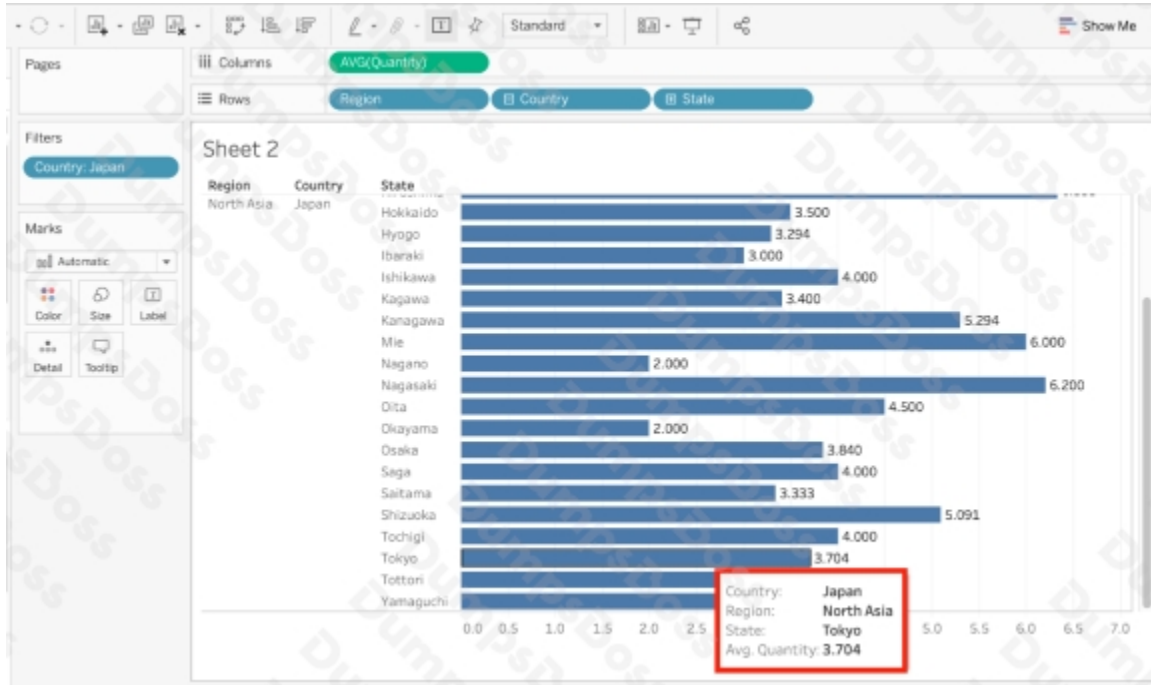 Standard
Show Me
Pages
Columns
AVG(Quantity)
Rows
Region
Country
State
Filters
Country: Japan
Marks
Automatic
Color
Size
Label
Detail
Tooltip
Sheet 2
Region Country State
North Asia Japan
Hokkaido 3.500
Hyogo 3.294
Ibaraki 3.000
Ishikawa 4.000
Kagawa 3.400
Kanagawa 5.294
Mie 6.000
Nagano 2.000
Nagasaki 6.200
Oita 4.500
Okayama 2.000
Osaka 3.840
Saga 4.000
Saitama 3.333
Shizuoka 5.091
Tochigi 4.000
Tokyo 3.704
Tottori
Yamaguchi
0.0 0.5 1.0 1.5 2.0 2.5 5.0 5.5 6.0 6.5 7.0
Country: Japan
Region: North Asia
State: Tokyo
Avg. Quantity: 3.704
DumpsDoss